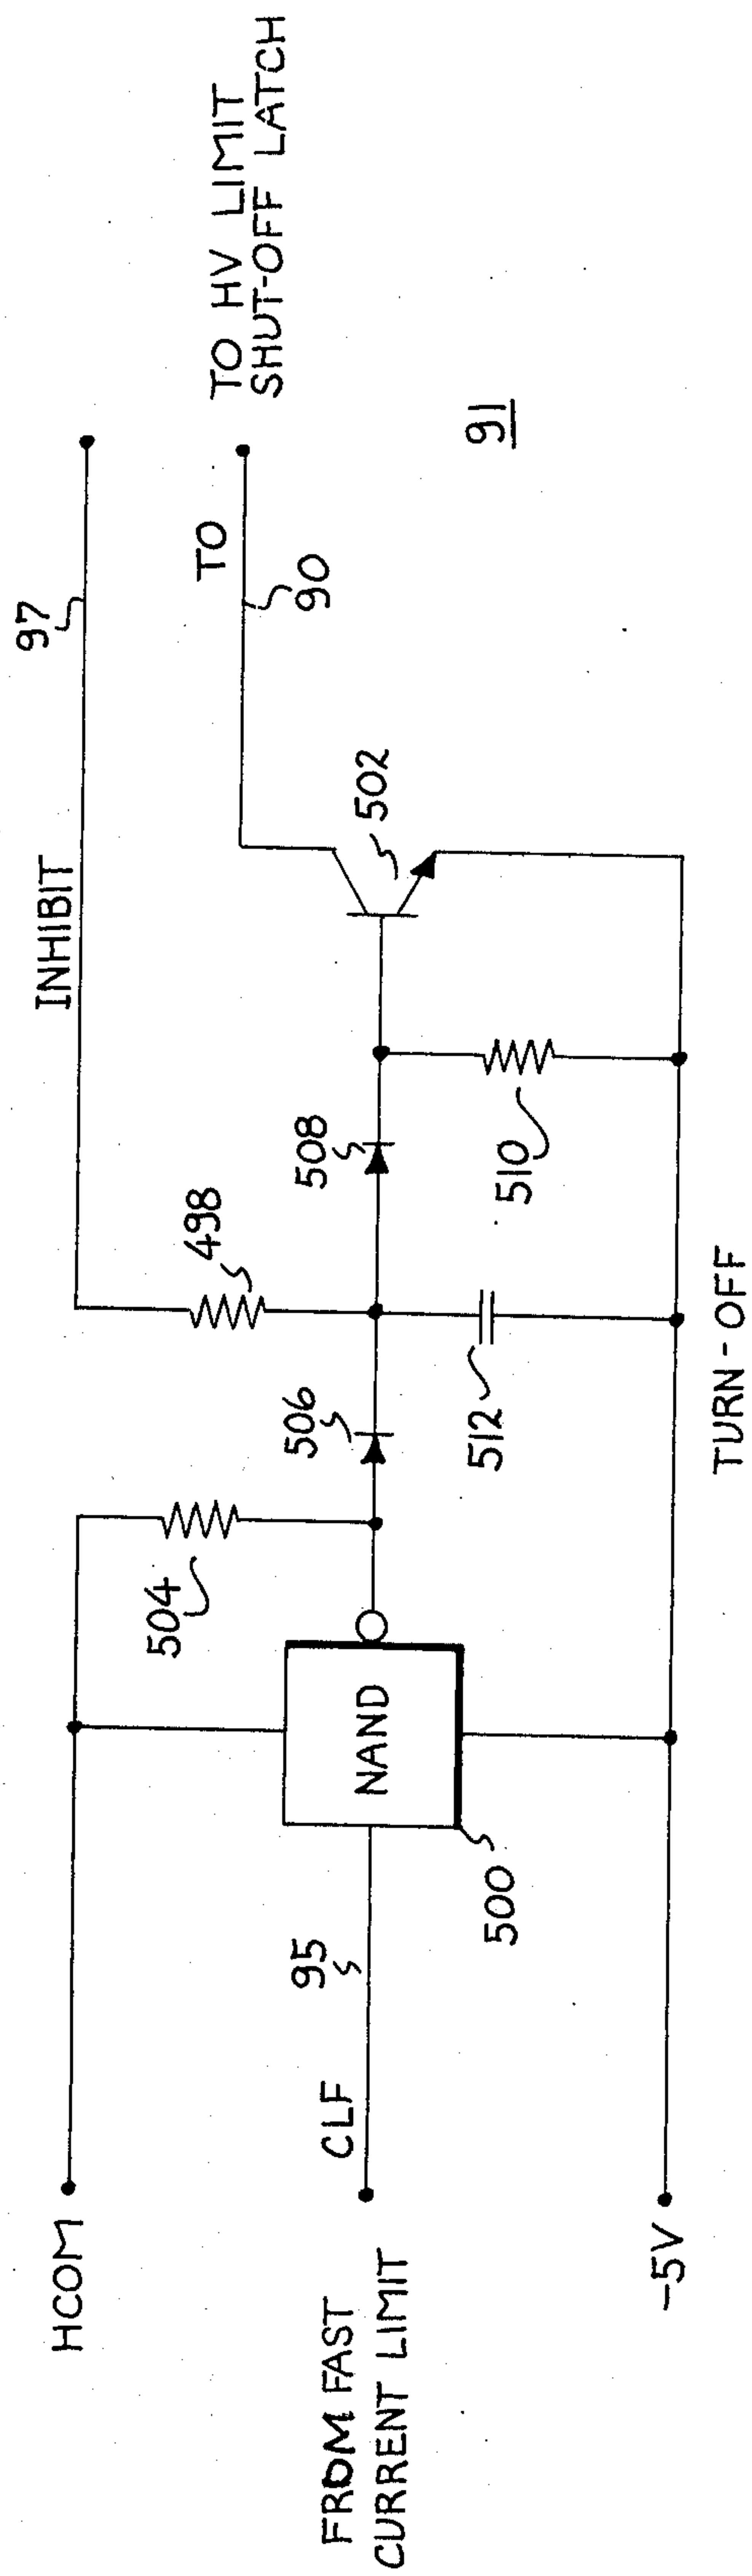 INHIBIT
97
HCOM
504
498
TO
90
TO HV LIMIT
SHUT-OFF LATCH
506
508
502
FROM FAST
CURRENT LIMIT
CLF
95
NAND
500
512
510
91
-5V
TURN-OFF